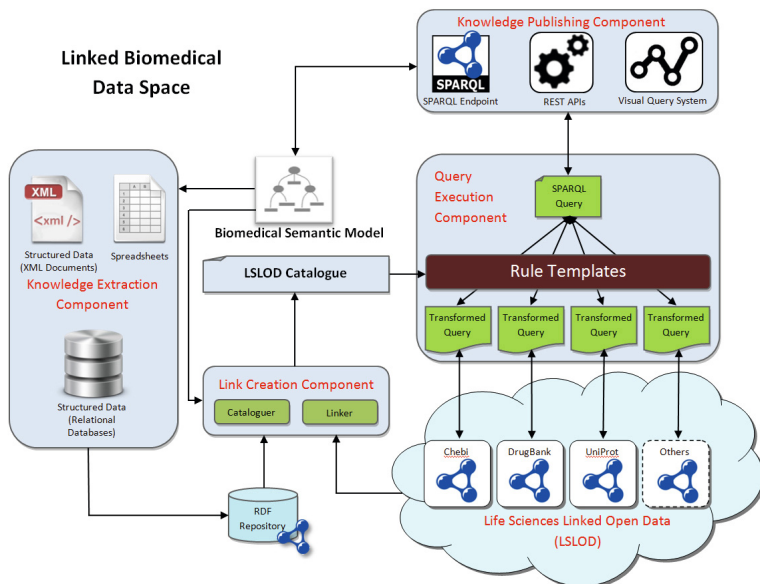 Linked Biomedical
Data Space
Knowledge Publishing Component
SPARQL
SPARQL Endpoint
REST APIs
Visual Query System
XML
<xml />
A
B
Structured Data
(XML Documents)
Spreadsheets
Knowledge Extraction
Component
Structured Data
(Relational
Databases)
Biomedical Semantic Model
LSLOD Catalogue
Query
Execution
Component
SPARQL
Query
Rule Templates
Transformed
Query
Transformed
Query
Transformed
Query
Transformed
Query
Link Creation Component
Cataloguer
Linker
RDF
Repository
Chebi
DrugBank
UniProt
Others
Life Sciences Linked Open Data
(LSLOD)